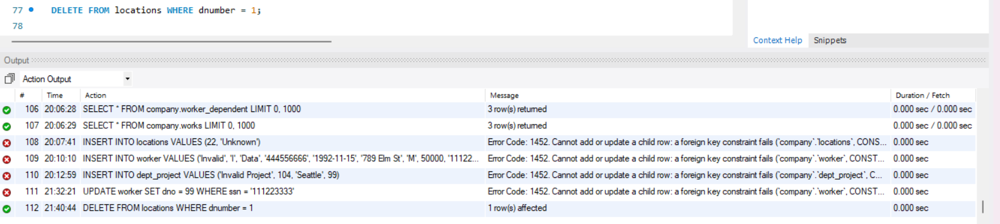 77 DELETE FROM locations WHERE dnumber = 1;
78
Context Help Snippets
Output
Action Output
# Time Action Message Duration / Fetch
106 20:06:28 SELECT * FROM company.worker_dependent LIMIT 0, 1000 3 row(s) returned 0.000 sec / 0.000 sec
107 20:06:29 SELECT * FROM company.works LIMIT 0, 1000 3 row(s) returned 0.000 sec / 0.000 sec
108 20:07:41 INSERT INTO locations VALUES (22, 'Unknown') Error Code: 1452. Cannot add or update a child row: a foreign key constraint fails (`company`.`locations`, CONS... 0.000 sec
109 20:10:10 INSERT INTO worker VALUES ('Invalid', 'I', 'Data', '444556666', '1992-11-15', '789 Elm St', 'M', 50000, '11122... Error Code: 1452. Cannot add or update a child row: a foreign key constraint fails (`company`.`worker`, CONST... 0.000 sec
110 20:12:59 INSERT INTO dept_project VALUES ('Invalid Project', 104, 'Seattle', 99) Error Code: 1452. Cannot add or update a child row: a foreign key constraint fails (`company`.`dept_project`, C... 0.000 sec
111 21:32:21 UPDATE worker SET dno = 99 WHERE ssn = '111223333' Error Code: 1452. Cannot add or update a child row: a foreign key constraint fails (`company`.`worker`, CONST... 0.000 sec
112 21:40:44 DELETE FROM locations WHERE dnumber = 1 1 row(s) affected 0.000 sec